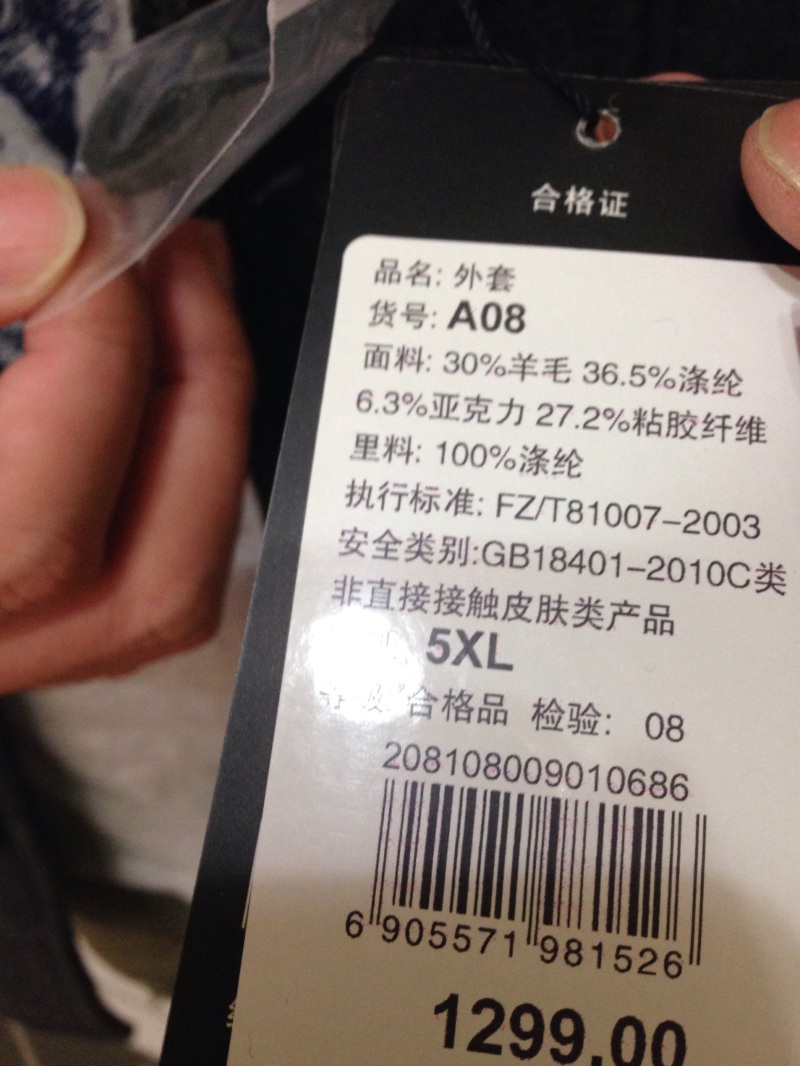 合格证
品名: 外套
货号: A08
面料: 30%羊毛 36.5%涤纶
6.3%亚克力 27.2%粘胶纤维
里料: 100%涤纶
执行标准: FZ/T81007-2003
安全类别:GB18401-2010C类
非直接接触皮肤类产品
5XL
等级 合格品 检验: 08
208108009010686
6 905571 981526
1299.00